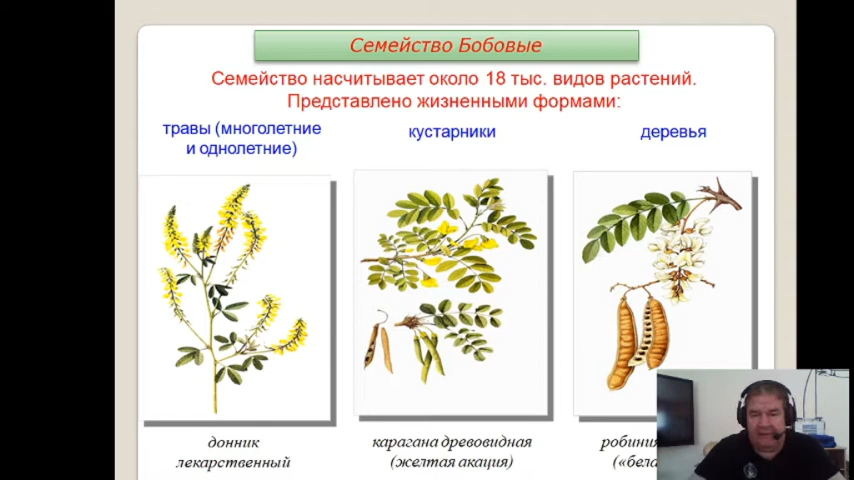 Семейство Бобовые
Семейство насчитывает около 18 тыс. видов растений.
Представлено жизненными формами:
травы (многолетние
и однолетние)
кустарники
деревья
донник
лекарственный
карагана древовидная
(желтая акация)